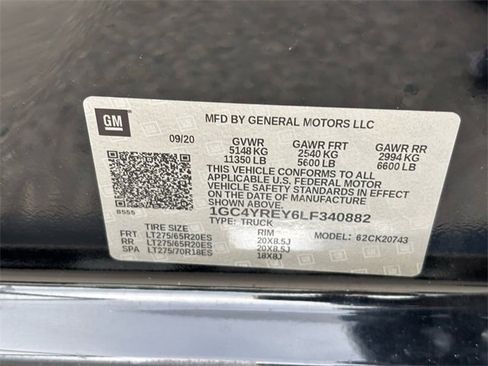 GM
MFD BY GENERAL MOTORS LLC
09/20 GVWR GAWR FRT GAWR RR
5148 KG 2540 KG 2994 KG
11350 LB 5600 LB 6600 LB
THIS VEHICLE CONFORMS TO ALL
APPLICABLE U.S. FEDERAL MOTOR
VEHICLE SAFETY STANDARDS IN EFFECT
ON THE DATE OF MANUFACTURE
SHOWN ABOVE.
1GC4YREY6LF340882
B555 TYPE: TRUCK
TIRE SIZE RIM MODEL: 62CK20743
FRT LT275/65R20ES 20X8.5J
RR LT275/65R20ES 20X8.5J
SPA LT275/70R18ES 18X8J